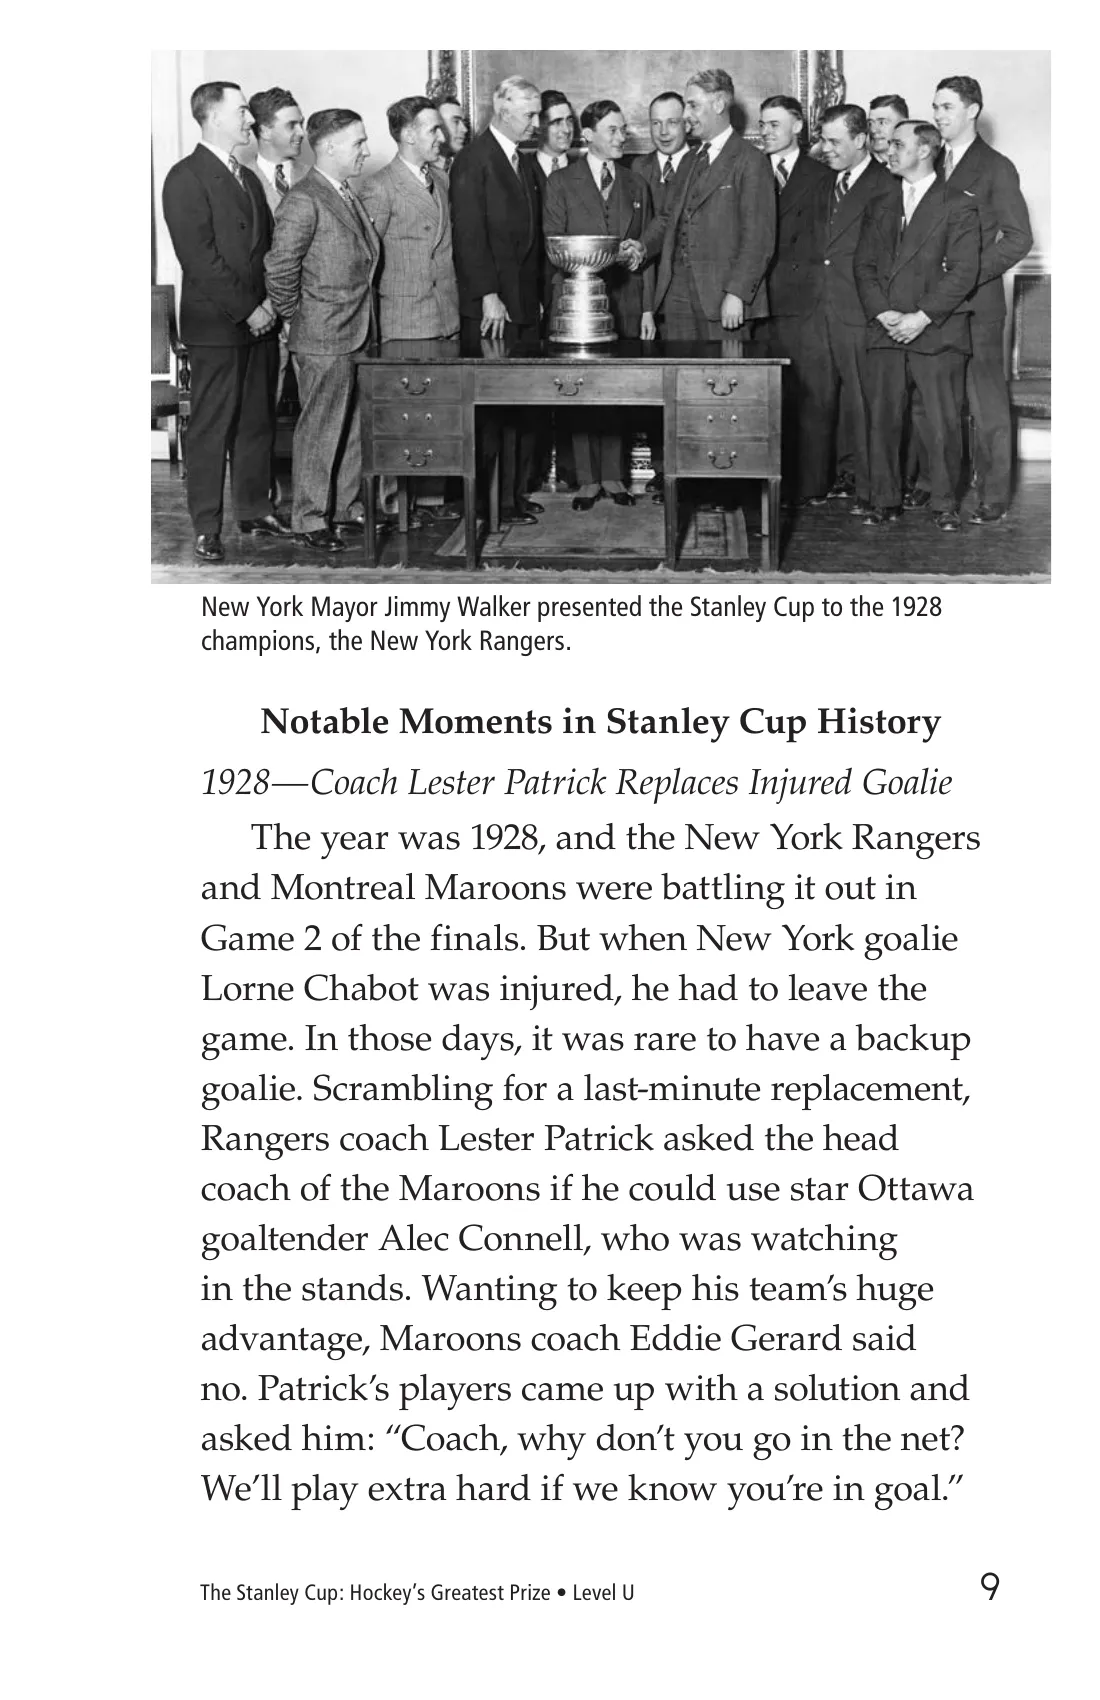 New York Mayor Jimmy Walker presented the Stanley Cup to the 1928
champions, the New York Rangers.
Notable Moments in Stanley Cup History
1928—Coach Lester Patrick Replaces Injured Goalie
The year was 1928, and the New York Rangers
and Montreal Maroons were battling it out in
Game 2 of the finals. But when New York goalie
Lorne Chabot was injured, he had to leave the
game. In those days, it was rare to have a backup
goalie. Scrambling for a last-minute replacement,
Rangers coach Lester Patrick asked the head
coach of the Maroons if he could use star Ottawa
goaltender Alec Connell, who was watching
in the stands. Wanting to keep his team’s huge
advantage, Maroons coach Eddie Gerard said
no. Patrick’s players came up with a solution and
asked him: “Coach, why don’t you go in the net?
We’ll play extra hard if we know you’re in goal.”
The Stanley Cup: Hockey’s Greatest Prize • Level U
9